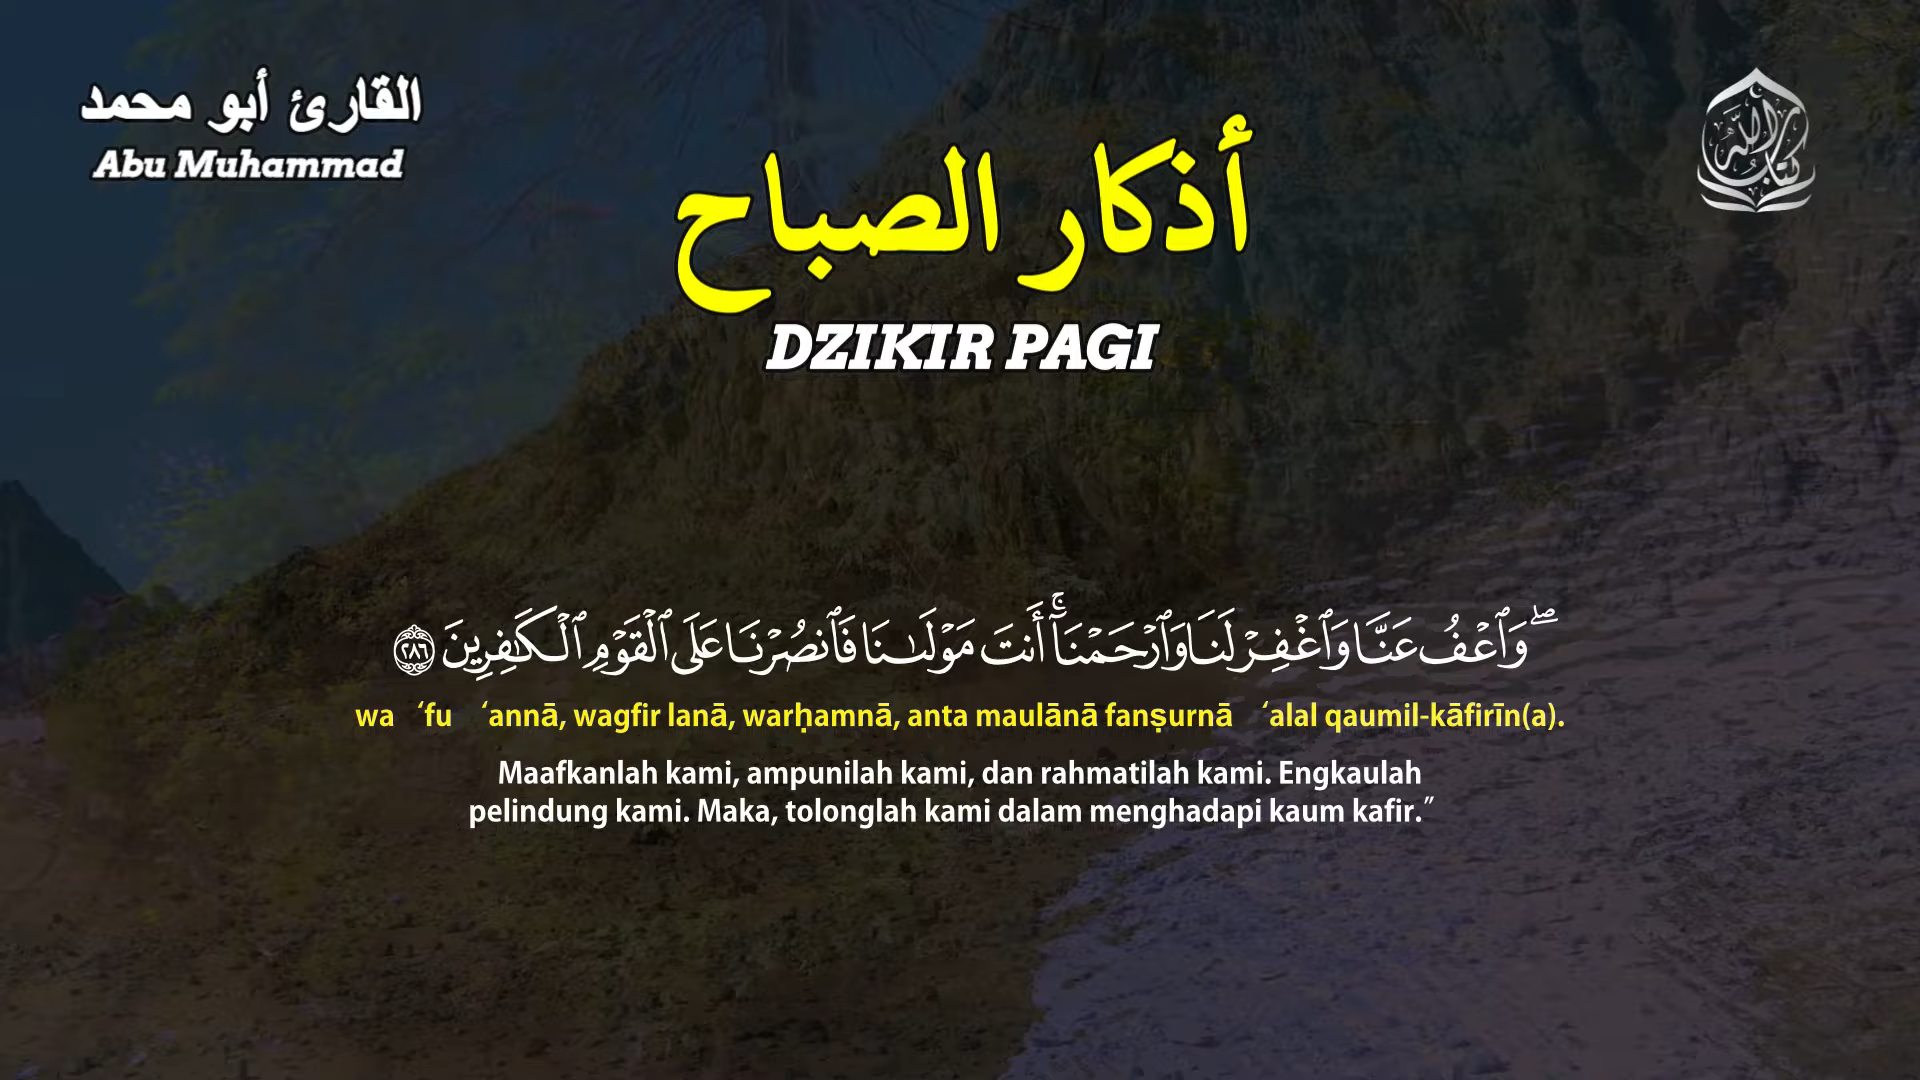 القارئ أبو محمد
Abu Muhammad
كتاب الله
أذكار الصباح
DZIKIR PAGI
ۖ وَٱعْفُ عَنَّا وَٱغْفِرْ لَنَا وَٱرْحَمْنَآ ۚ أَنتَ مَوْلَىٰنَا فَٱنصُرْنَا عَلَى ٱلْقَوْمِ ٱلْكَـٰفِرِينَ ٢٨٦
wa ‘fu ‘annā, wagfir lanā, warḥamnā, anta maulānā fanṣurnā ‘alal qaumil-kāfirīn(a).
Maafkanlah kami, ampunilah kami, dan rahmatilah kami. Engkaulah
pelindung kami. Maka, tolonglah kami dalam menghadapi kaum kafir.”